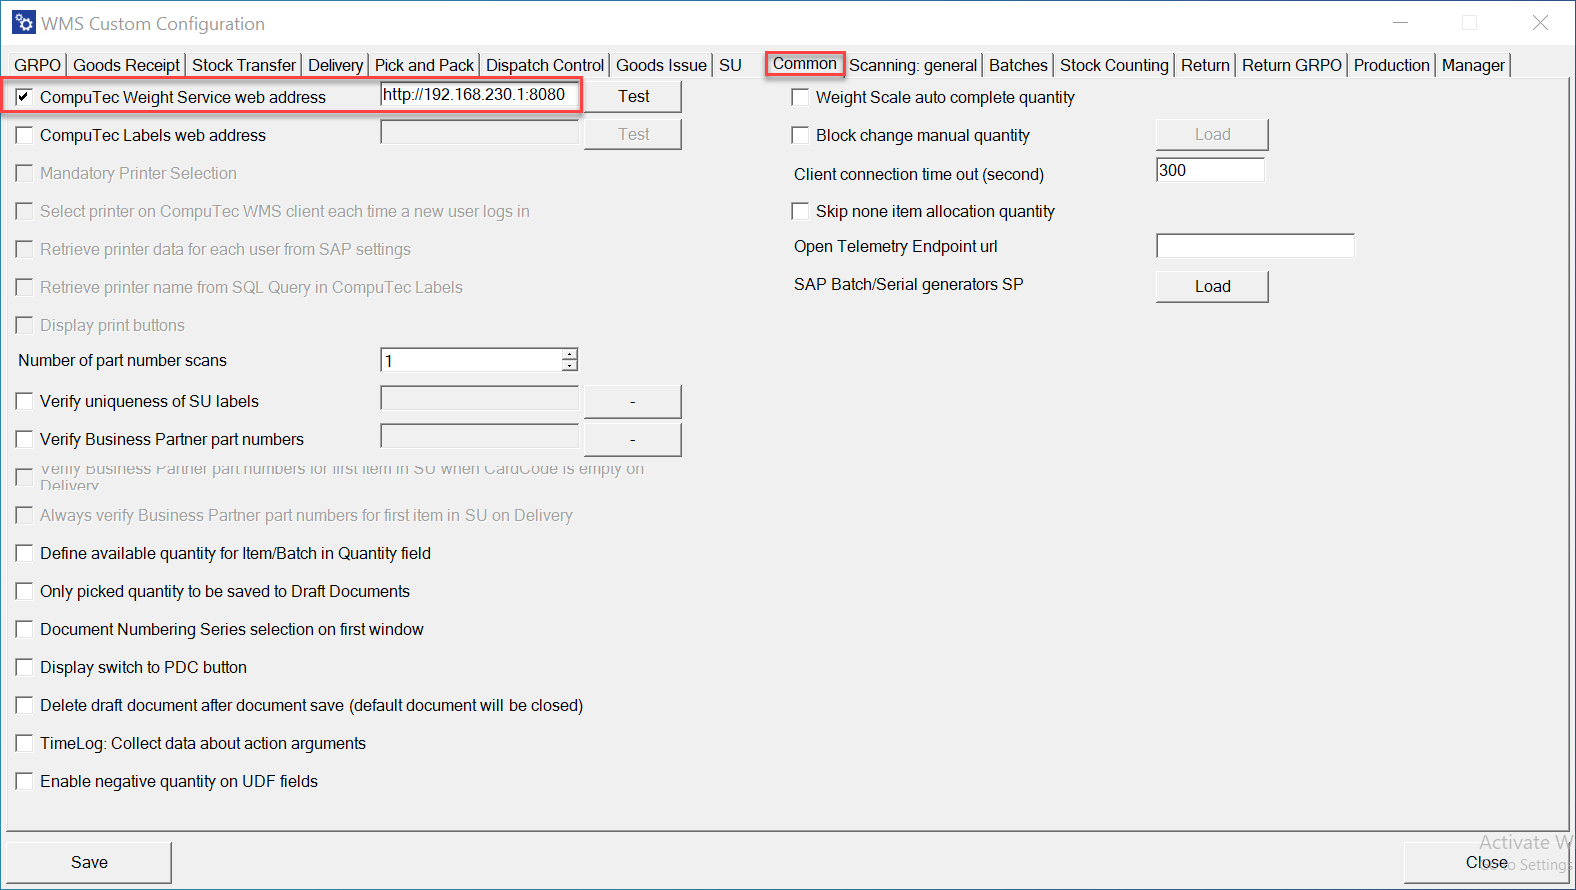 WMS Custom Configuration
GRPO Goods Receipt Stock Transfer Delivery Pick and Pack Dispatch Control Goods Issue SU Common Scanning: general Batches Stock Counting Return Return GRPO Production Manager
CompuTec Weight Service web address http://192.168.230.1:8080 Test
CompuTec Labels web address Test
Mandatory Printer Selection
Select printer on CompuTec WMS client each time a new user logs in
Retrieve printer data for each user from SAP settings
Retrieve printer name from SQL Query in CompuTec Labels
Display print buttons
Number of part number scans 1
Verify uniqueness of SU labels -
Verify Business Partner part numbers -
Verify Business Partner part numbers for first item in SU when CardCode is empty on
Delivery
Always verify Business Partner part numbers for first item in SU on Delivery
Define available quantity for Item/Batch in Quantity field
Only picked quantity to be saved to Draft Documents
Document Numbering Series selection on first window
Display switch to PDC button
Delete draft document after document save (default document will be closed)
TimeLog: Collect data about action arguments
Enable negative quantity on UDF fields
Weight Scale auto complete quantity
Block change manual quantity Load
Client connection time out (second) 300
Skip none item allocation quantity
Open Telemetry Endpoint url
SAP Batch/Serial generators SP Load
Save
Close
Activate W
to Settings